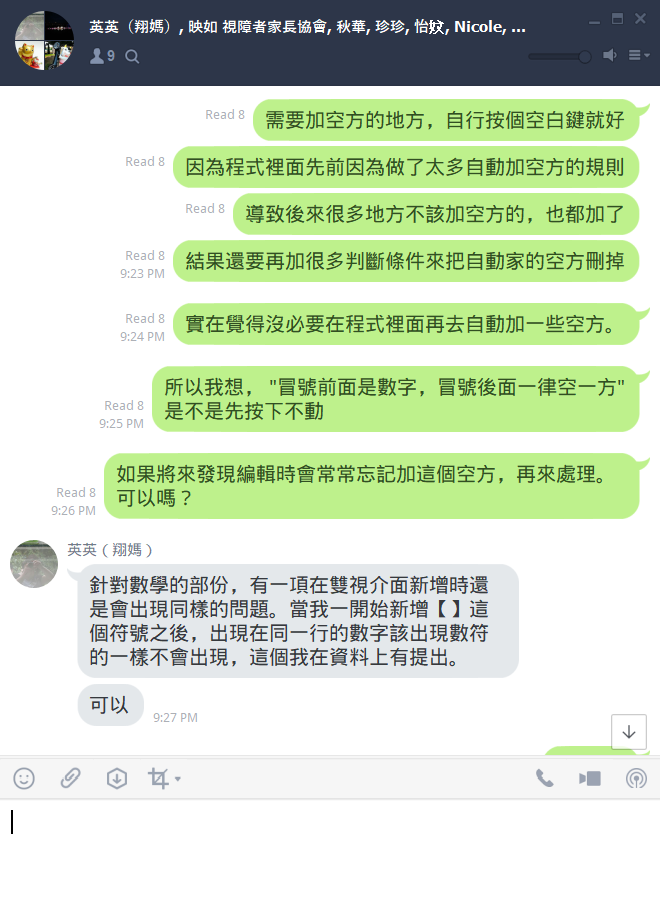 英英（翔媽）, 映如 視障者家長協會, 秋華, 珍珍, 怡妏, Nicole, ...
9
Read 8
需要加空方的地方，自行按個空白鍵就好
Read 8
因為程式裡面先前因為做了太多自動加空方的規則
Read 8
導致後來很多地方不該加空方的，也都加了
Read 8
9:23 PM
結果還要再加很多判斷條件來把自動家的空方刪掉
Read 8
9:24 PM
實在覺得沒必要在程式裡面再去自動加一些空方。
所以我想， "冒號前面是數字，冒號後面一律空一方"
是不是先按下不動
Read 8
9:25 PM
如果將來發現編輯時會常常忘記加這個空方，再來處理。
可以嗎？
Read 8
9:26 PM
英英（翔媽）
針對數學的部份，有一項在雙視介面新增時還
是會出現同樣的問題。當我一開始新增【 】這
個符號之後，出現在同一行的數字該出現數符
的一樣不會出現，這個我在資料上有提出。
可以
9:27 PM